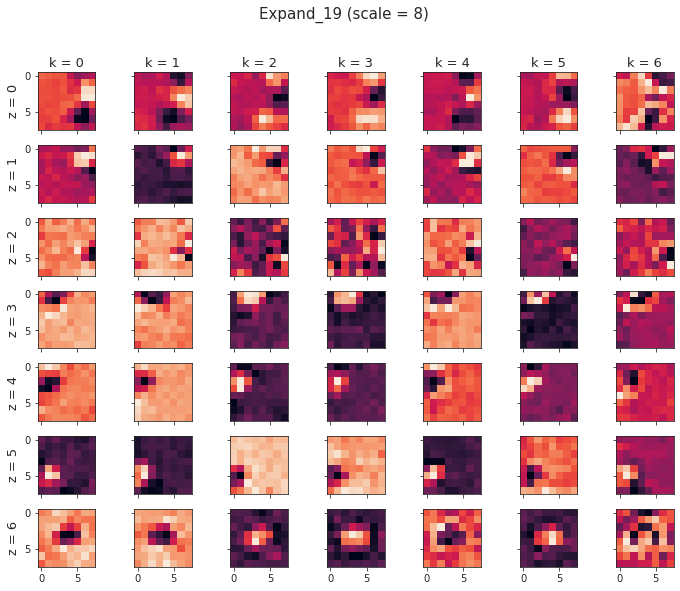 Expand_19 (scale = 8)
k = 0 k = 1 k = 2 k = 3 k = 4 k = 5 k = 6
z = 0 0 5
z = 1 0 5
z = 2 0 5
z = 3 0 5
z = 4 0 5
z = 5 0 5
z = 6 0 5
0 5 0 5 0 5 0 5 0 5 0 5 0 5